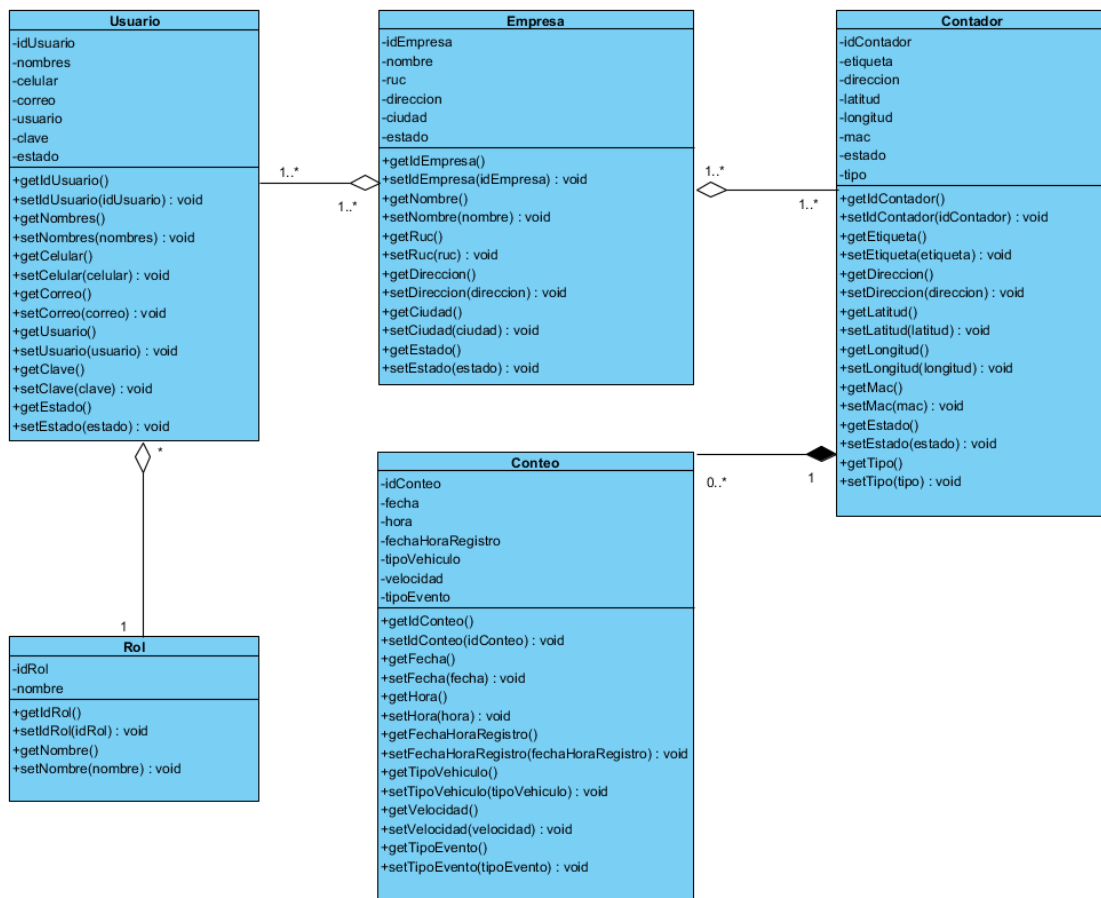 Usuario
-idUsuario
-nombres
-celular
-correo
-usuario
-clave
-estado
+getIdUsuario()
+setIdUsuario(idUsuario) : void
+getNombres()
+setNombres(nombres) : void
+getCelular()
+setCelular(celular) : void
+getCorreo()
+setCorreo(correo) : void
+getUsuario()
+setUsuario(usuario) : void
+getClave()
+setClave(clave) : void
+getEstado()
+setEstado(estado) : void
1..*
1..*
Empresa
-idEmpresa
-nombre
-ruc
-direccion
-ciudad
-estado
+getIdEmpresa()
+setIdEmpresa(idEmpresa) : void
+getNombre()
+setNombre(nombre) : void
+getRuc()
+setRuc(ruc) : void
+getDireccion()
+setDireccion(direccion) : void
+getCiudad()
+setCiudad(ciudad) : void
+getEstado()
+setEstado(estado) : void
1..*
1..*
Contador
-idContador
-etiqueta
-direccion
-latitud
-longitud
-mac
-estado
-tipo
+getIdContador()
+setIdContador(idContador) : void
+getEtiqueta()
+setEtiqueta(etiqueta) : void
+getDireccion()
+setDireccion(direccion) : void
+getLatitud()
+setLatitud(latitud) : void
+getLongitud()
+setLongitud(longitud) : void
+getMac()
+setMac(mac) : void
+getEstado()
+setEstado(estado) : void
+getTipo()
+setTipo(tipo) : void
*
1
Rol
-idRol
-nombre
+getIdRol()
+setIdRol(idRol) : void
+getNombre()
+setNombre(nombre) : void
Conteo
-idConteo
-fecha
-hora
-fechaHoraRegistro
-tipoVehiculo
-velocidad
-tipoEvento
+getIdConteo()
+setIdConteo(idConteo) : void
+getFecha()
+setFecha(fecha) : void
+getHora()
+setHora(hora) : void
+getFechaHoraRegistro()
+setFechaHoraRegistro(fechaHoraRegistro) : void
+getTipoVehiculo()
+setTipoVehiculo(tipoVehiculo) : void
+getVelocidad()
+setVelocidad(velocidad) : void
+getTipoEvento()
+setTipoEvento(tipoEvento) : void
0..*
1